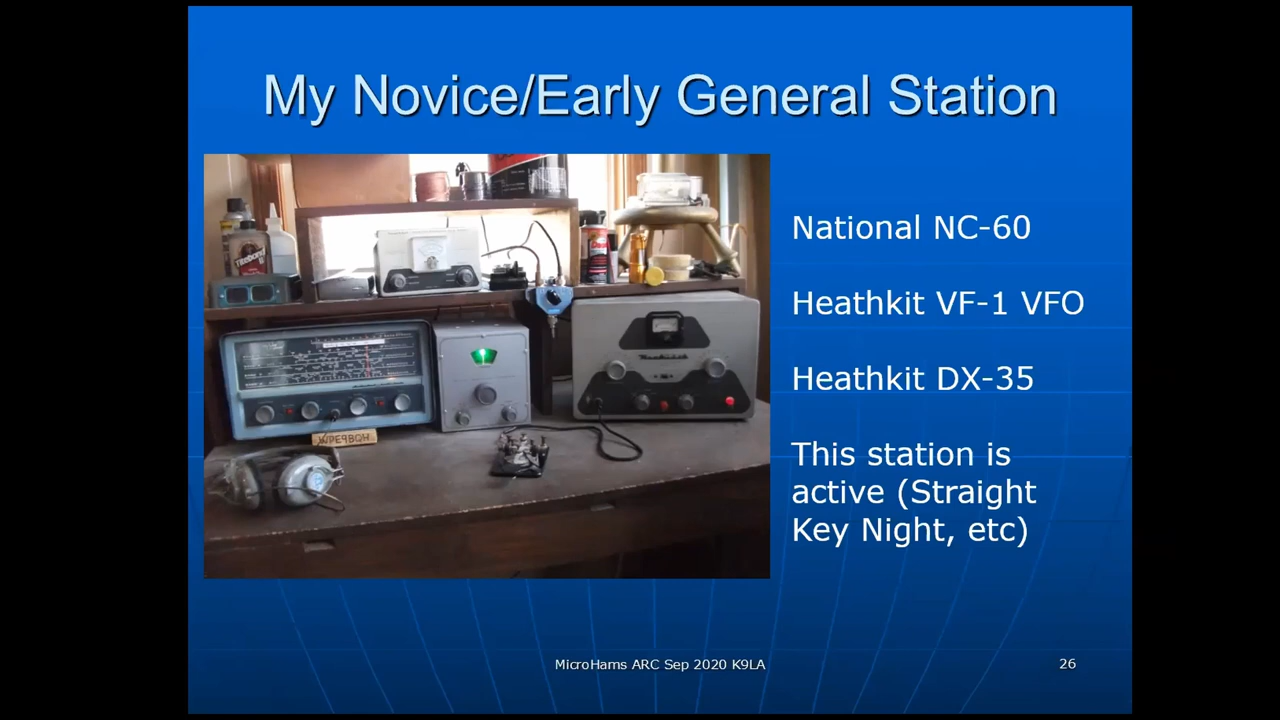 My Novice/Early General Station
National NC-60
Heathkit VF-1 VFO
Heathkit DX-35
This station is
active (Straight
Key Night, etc)
WPE9BQH
MicroHams ARC Sep 2020 K9LA
26